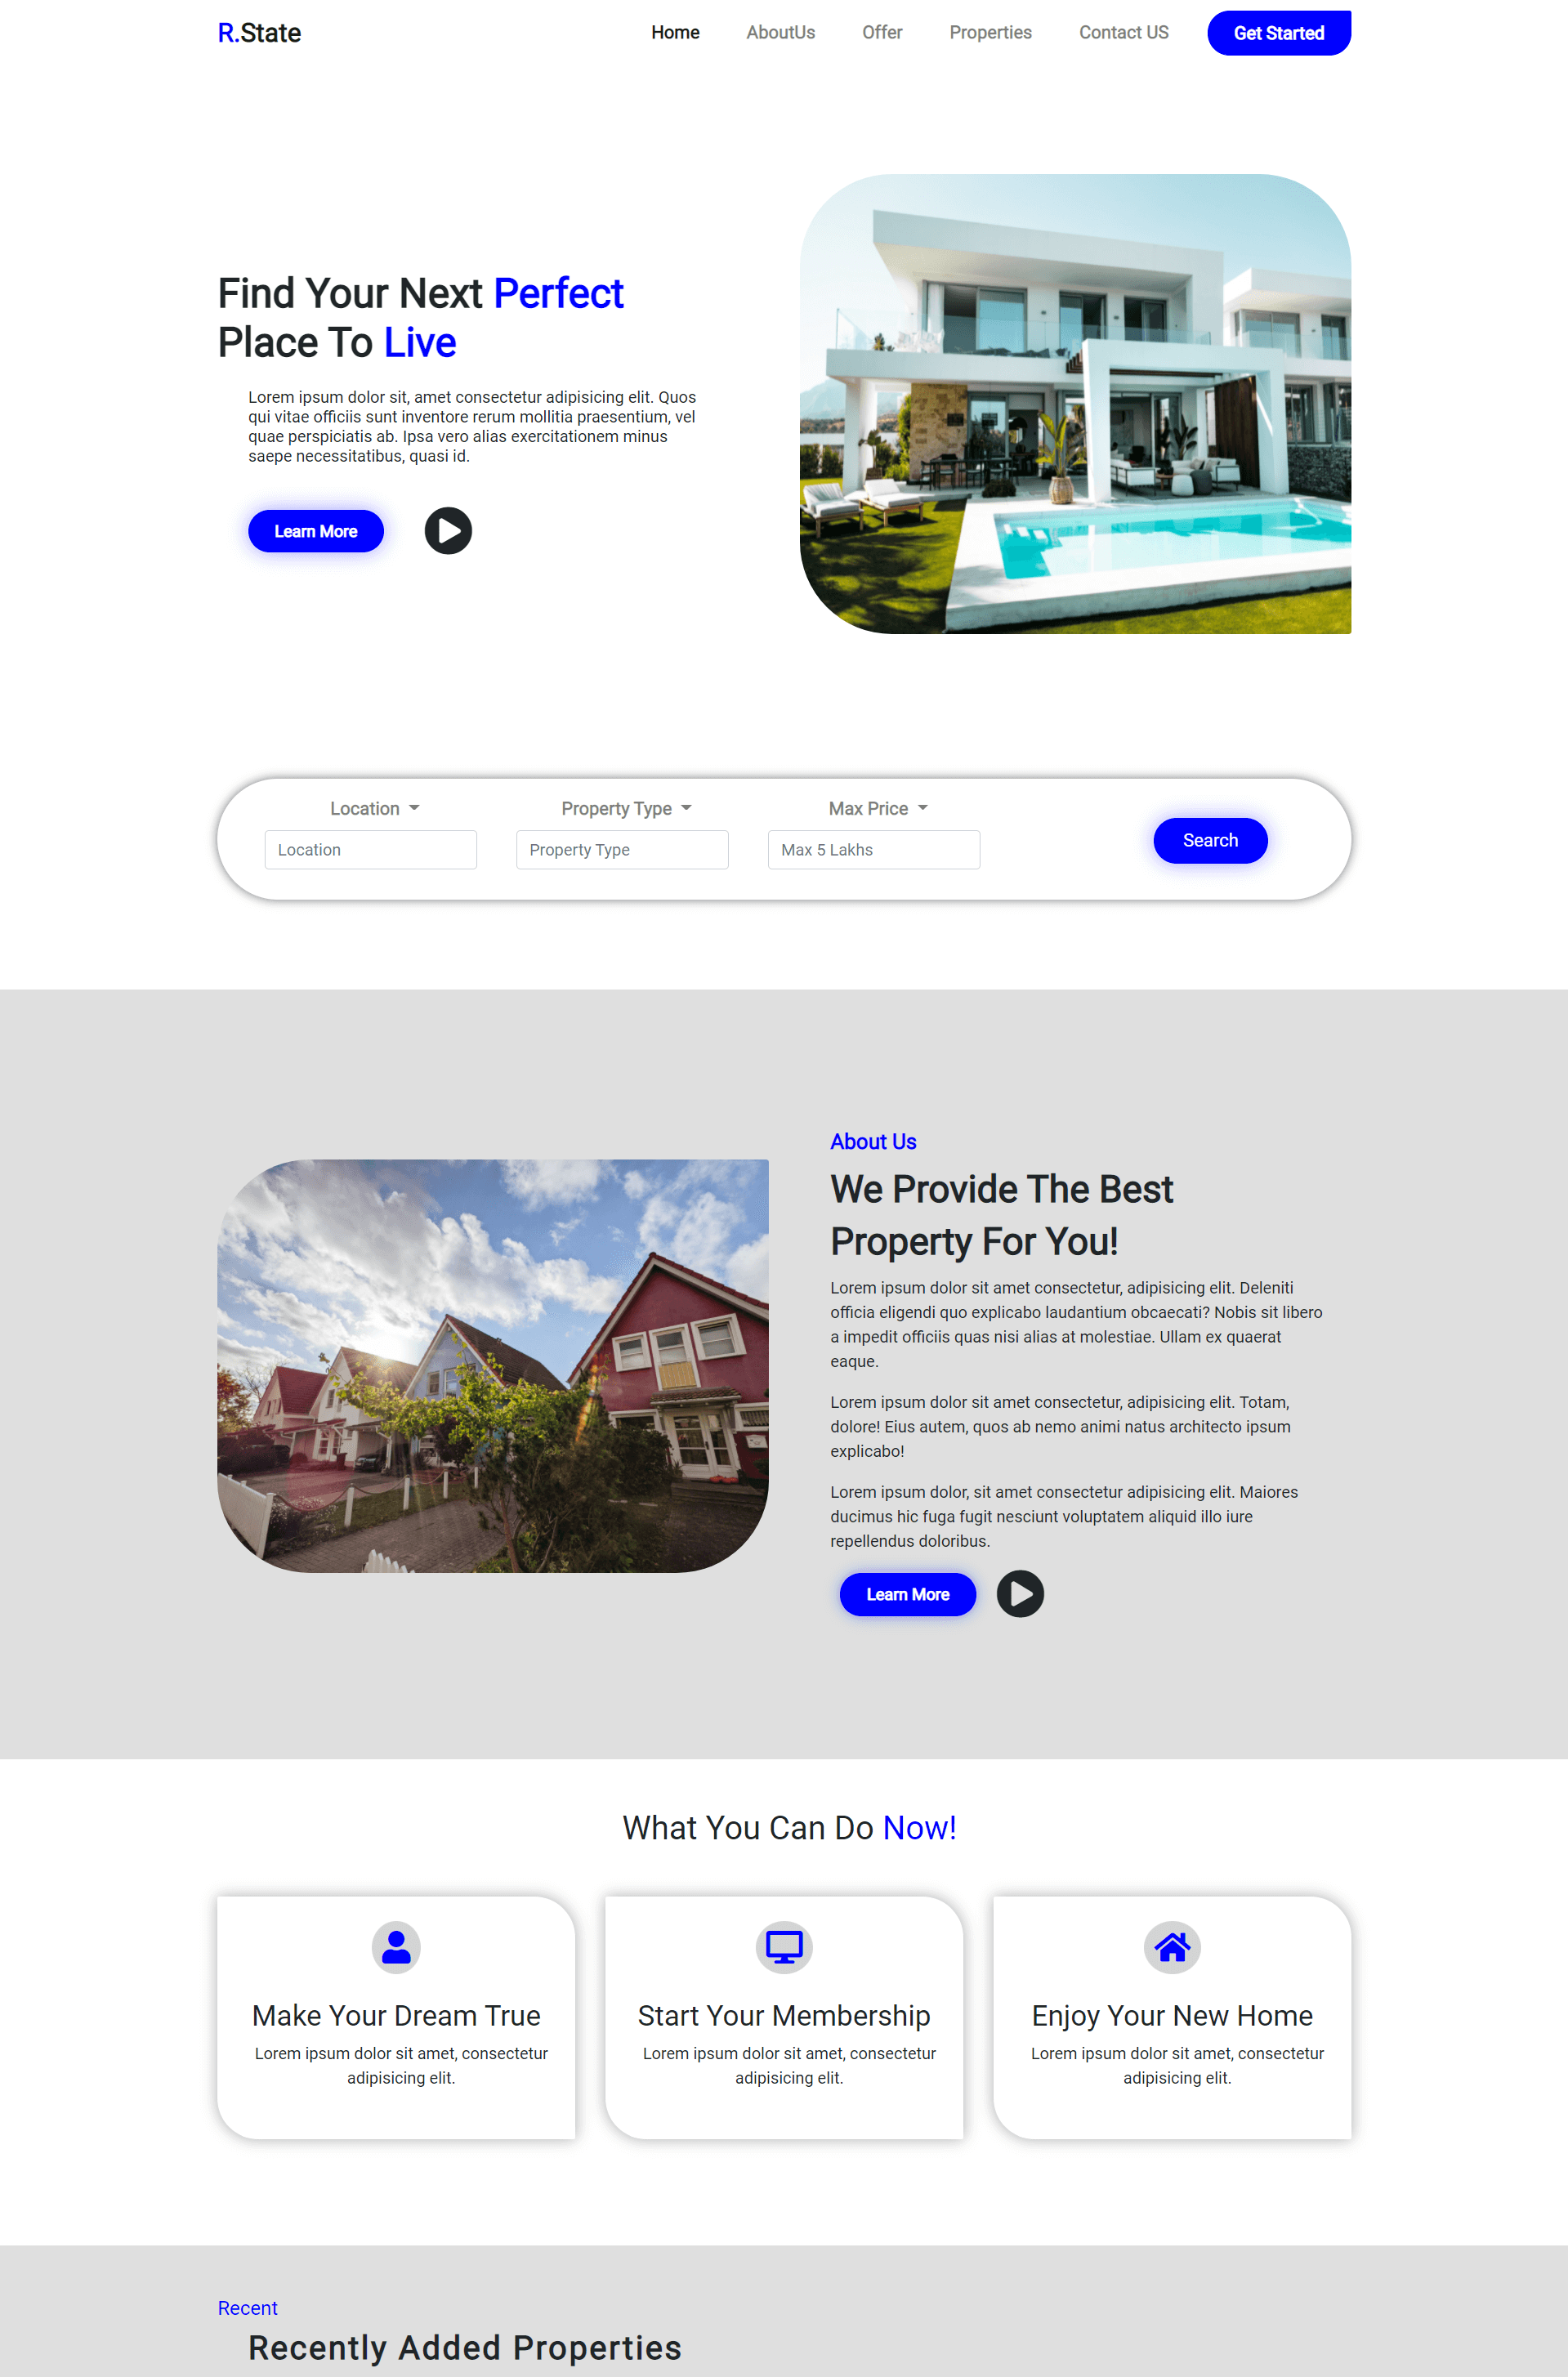 R.State
Home AboutUs Offer Properties Contact US Get Started
Find Your Next Perfect
Place To Live
Lorem ipsum dolor sit, amet consectetur adipisicing elit. Quos
qui vitae officiis sunt inventore rerum mollitia praesentium, vel
quae perspiciatis ab. Ipsa vero alias exercitationem minus
saepe necessitatibus, quasi id.
Learn More
Location Property Type Max Price
Location Property Type Max 5 Lakhs
Search
About Us
We Provide The Best
Property For You!
Lorem ipsum dolor sit amet consectetur, adipisicing elit. Deleniti
officia eligendi quo explicabo laudantium obcaecati? Nobis sit libero
a impedit officiis quas nisi alias at molestiae. Ullam ex quaerat
eaque.
Lorem ipsum dolor sit amet consectetur, adipisicing elit. Totam,
dolore! Eius autem, quos ab nemo animi natus architecto ipsum
explicabo!
Lorem ipsum dolor, sit amet consectetur adipisicing elit. Maiores
ducimus hic fuga fugit nesciunt voluptatem aliquid illo iure
repellendus doloribus.
Learn More
What You Can Do Now!
Make Your Dream True
Lorem ipsum dolor sit amet, consectetur
adipisicing elit.
Start Your Membership
Lorem ipsum dolor sit amet, consectetur
adipisicing elit.
Enjoy Your New Home
Lorem ipsum dolor sit amet, consectetur
adipisicing elit.
Recent
Recently Added Properties